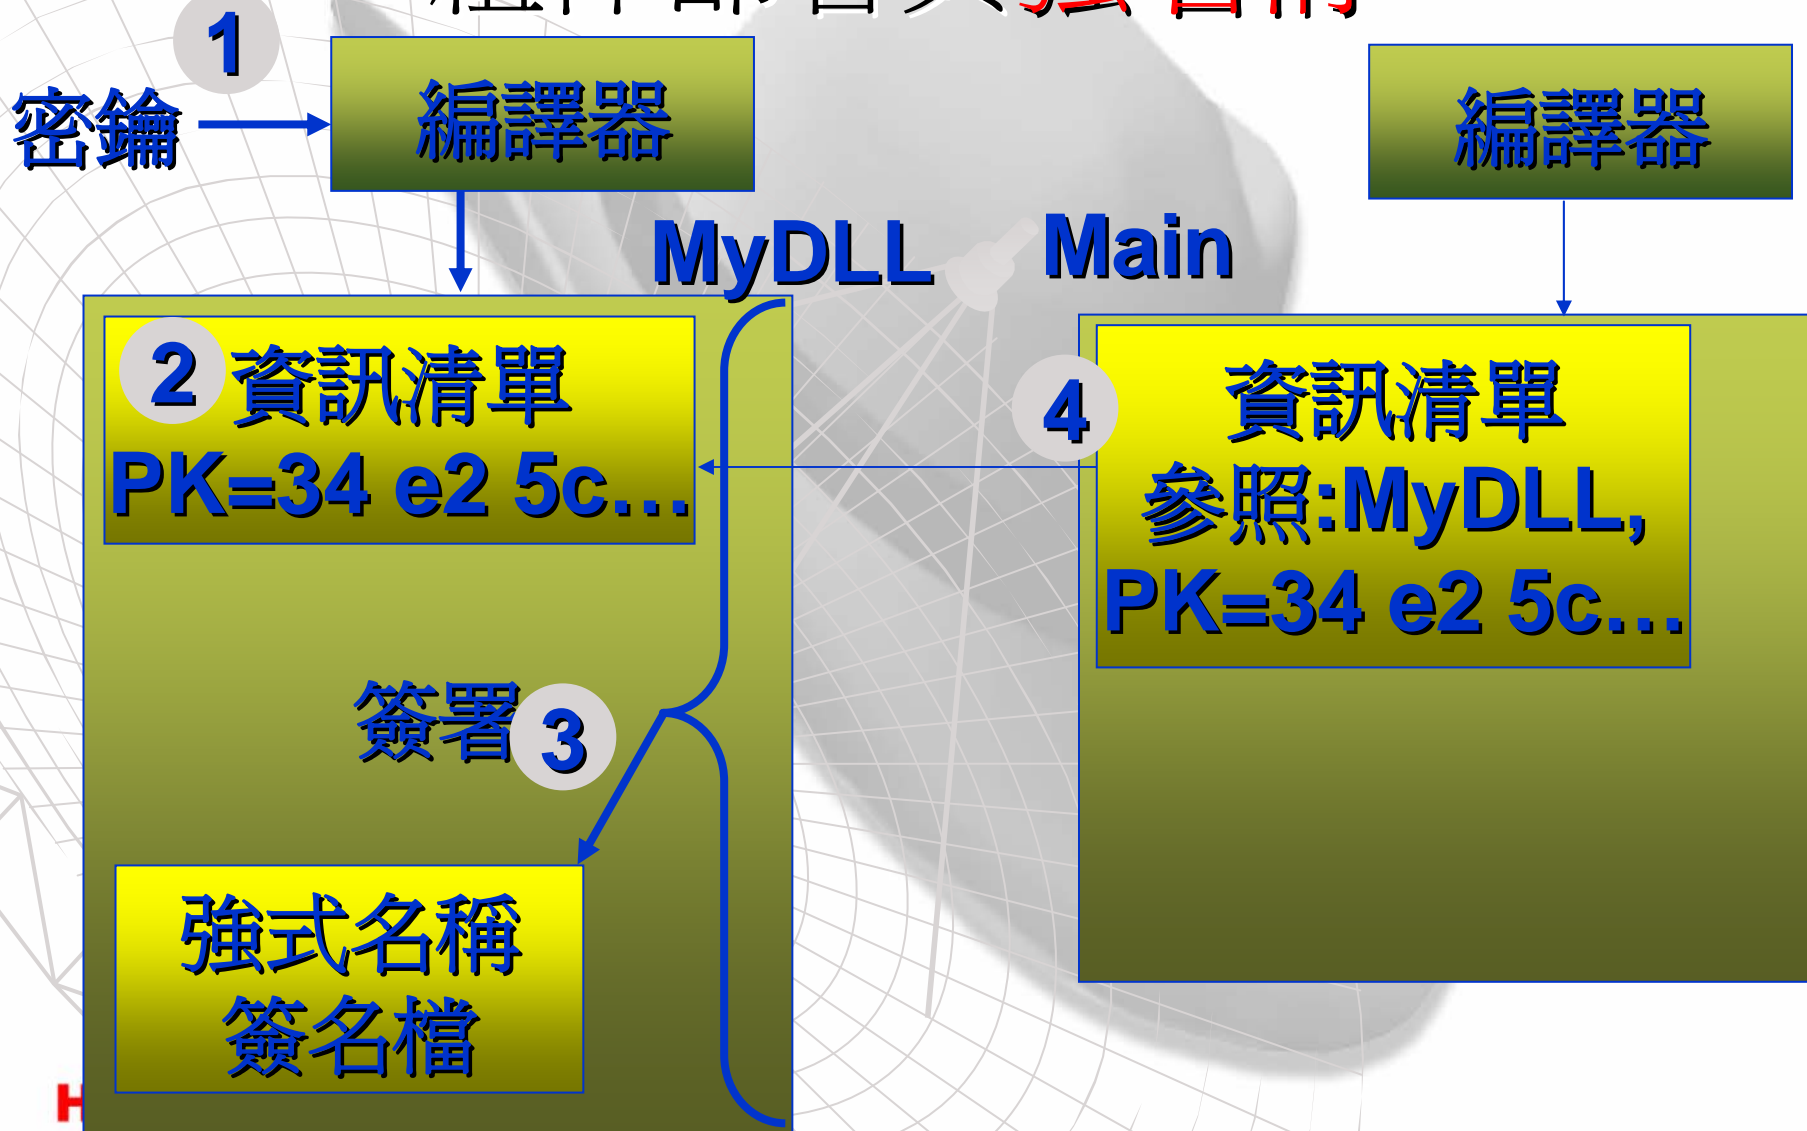 1
密鑰
編譯器
編譯器
MyDLL
Main
2
資訊清單
PK=34 e2 5c…
4
資訊清單
參照:MyDLL,
PK=34 e2 5c…
簽署
3
強式名稱
簽名檔
H